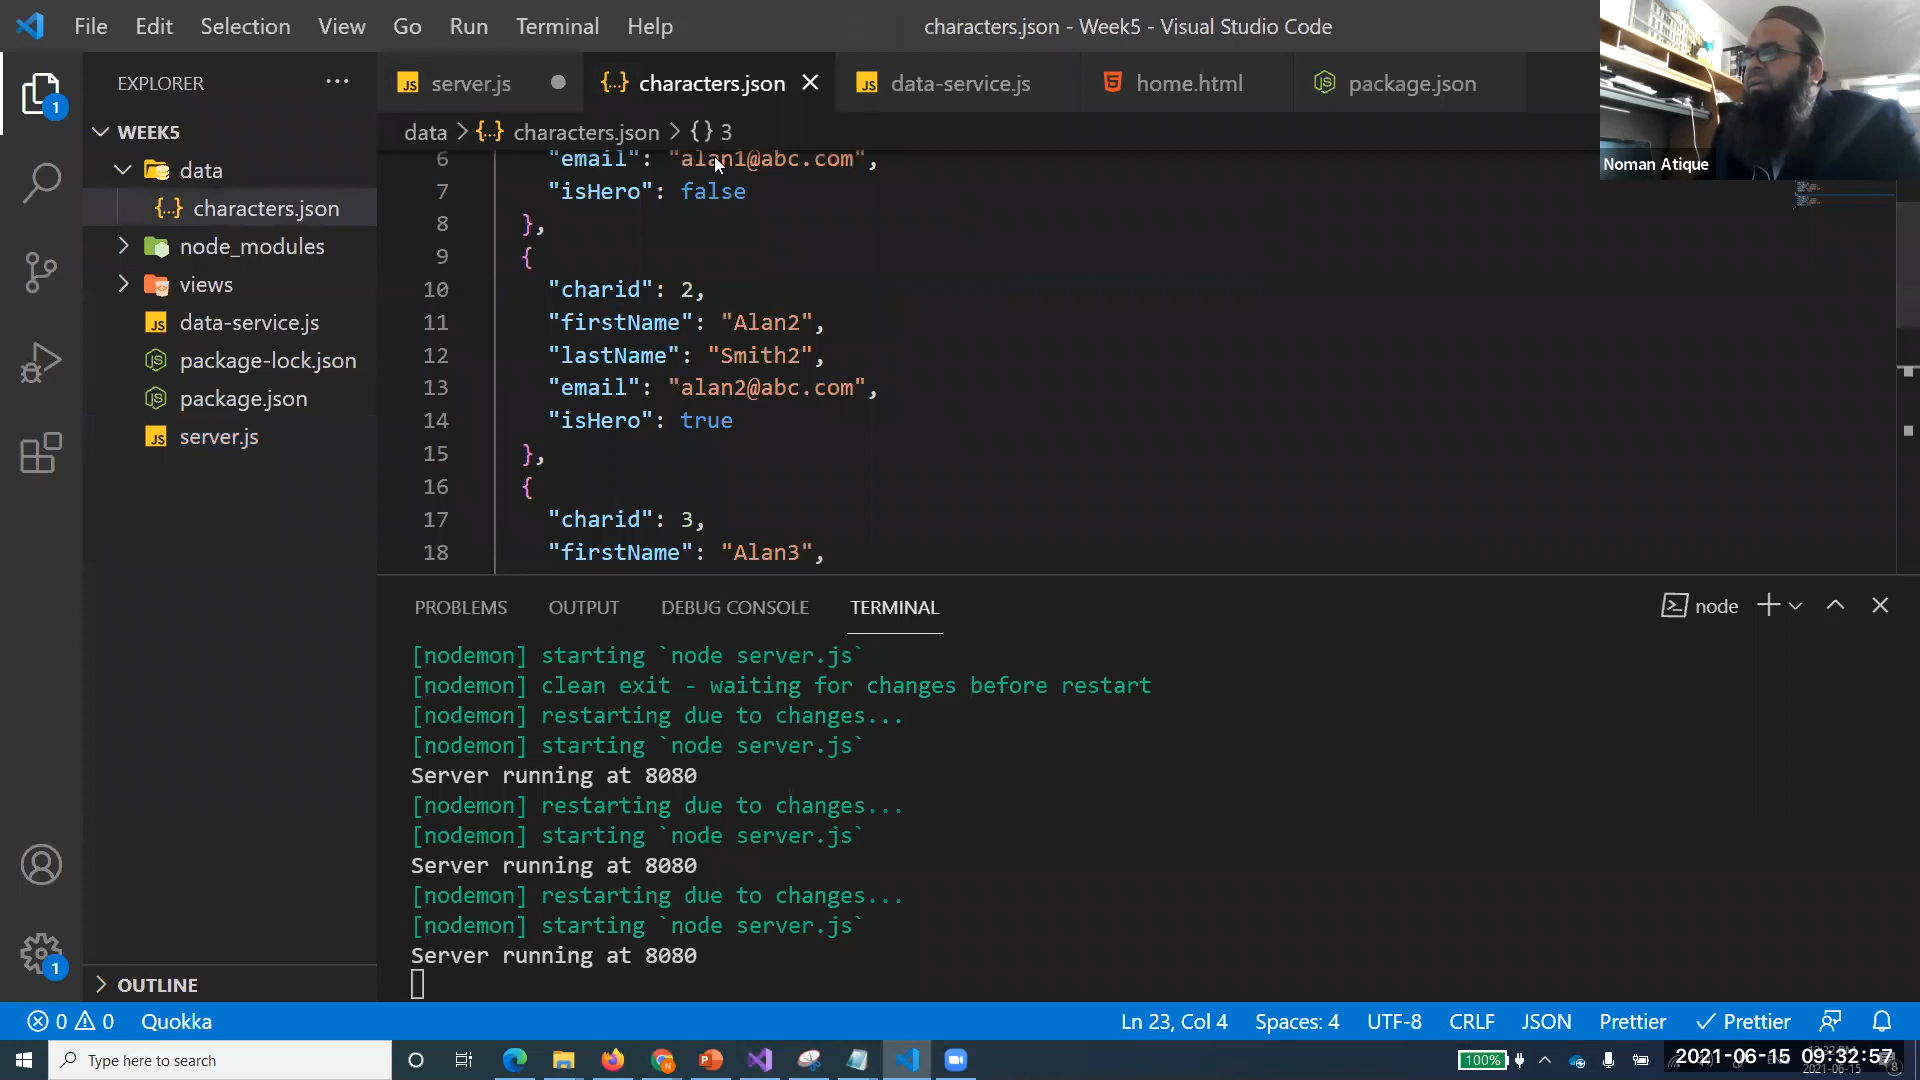 File Edit Selection View Go Run Terminal Help
characters.json - Week5 - Visual Studio Code
EXPLORER ···
JS server.js
{..} characters.json
JS data-service.js
home.html
package.json
data > {..} characters.json > {} 3
Noman Atique
WEEK5
data
{..} characters.json
node_modules
views
JS data-service.js
package-lock.json
package.json
JS server.js
OUTLINE
6 "email": "alan1@abc.com",
7 "isHero": false
8 },
9 {
10 "charid": 2,
11 "firstName": "Alan2",
12 "lastName": "Smith2",
13 "email": "alan2@abc.com",
14 "isHero": true
15 },
16 {
17 "charid": 3,
18 "firstName": "Alan3",
PROBLEMS OUTPUT DEBUG CONSOLE TERMINAL
node
[nodemon] starting `node server.js`
[nodemon] clean exit - waiting for changes before restart
[nodemon] restarting due to changes...
[nodemon] starting `node server.js`
Server running at 8080
[nodemon] restarting due to changes...
[nodemon] starting `node server.js`
Server running at 8080
[nodemon] restarting due to changes...
[nodemon] starting `node server.js`
Server running at 8080
1
1
0 0 Quokka
Ln 23, Col 4 Spaces: 4 UTF-8 CRLF JSON Prettier Prettier
Type here to search
100%
2021-06-15 09:32:57
2021-06-15